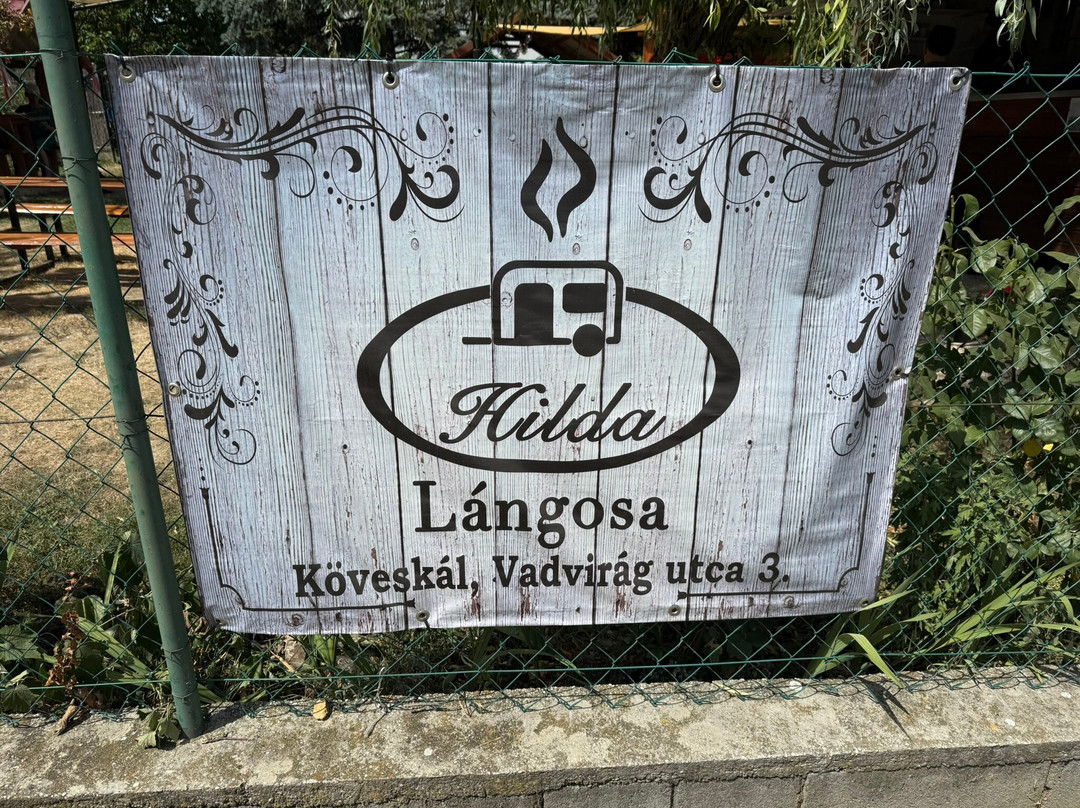 Hilda
Lángosa
Köveskál, Vadvirág utca 3.